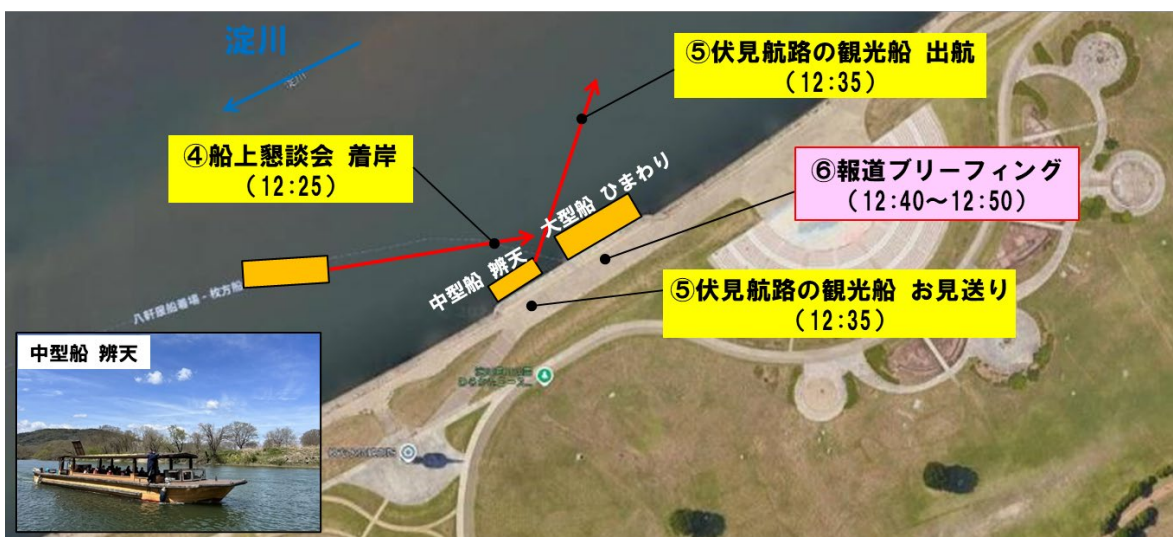 淀川
淀川
⑤伏見航路の観光船 出航
(12:35)
④船上懇談会 着岸
(12:25)
⑥報道ブリーフィング
(12:40～12:50)
大型船 ひまわり
中型船 辨天
⑤伏見航路の観光船 お見送り
(12:35)
八軒屋船着場 - 枚方船
中型船 辨天